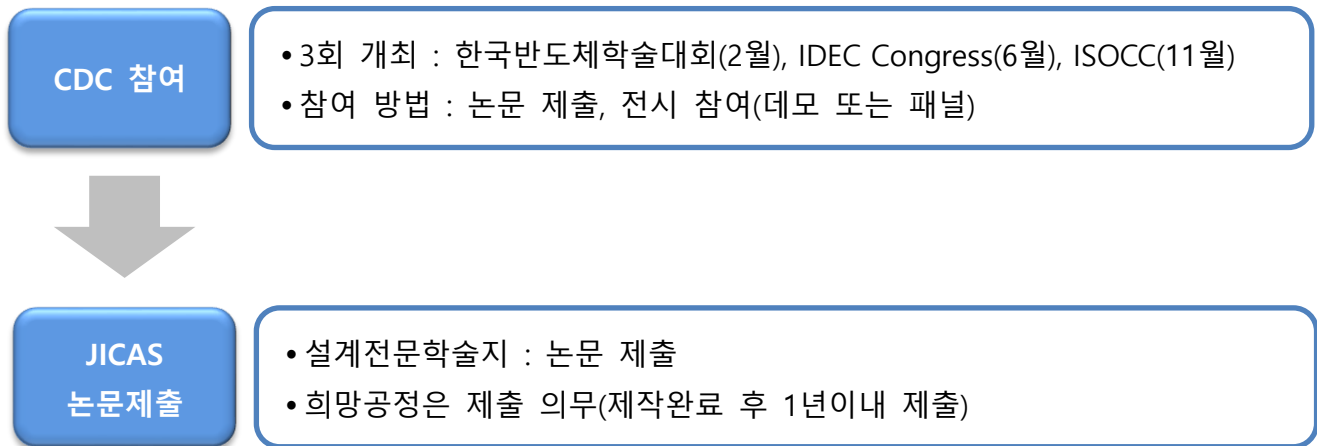 CDC 참여
• 3회 개최 : 한국반도체학술대회(2월), IDEC Congress(6월), ISOCC(11월)
• 참여 방법 : 논문 제출, 전시 참여(데모 또는 패널)
JICAS
논문제출
• 설계전문학술지 : 논문 제출
• 희망공정은 제출 의무(제작완료 후 1년이내 제출)